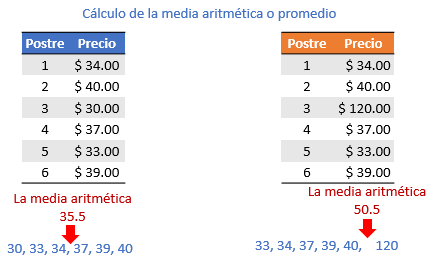 Cálculo de la media aritmética o promedio
Postre Precio
1 $ 34.00
2 $ 40.00
3 $ 30.00
4 $ 37.00
5 $ 33.00
6 $ 39.00
La media aritmética
35.5
30, 33, 34, 37, 39, 40
Postre Precio
1 $ 34.00
2 $ 40.00
3 $ 120.00
4 $ 37.00
5 $ 33.00
6 $ 39.00
La media aritmética
50.5
33, 34, 37, 39, 40, 120